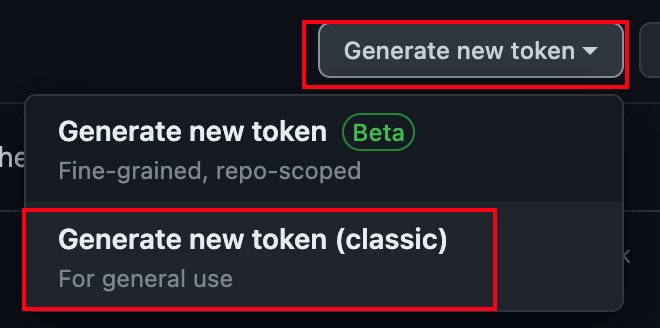 Generate new token
Generate new token Beta
Fine-grained, repo-scoped
Generate new token (classic)
For general use